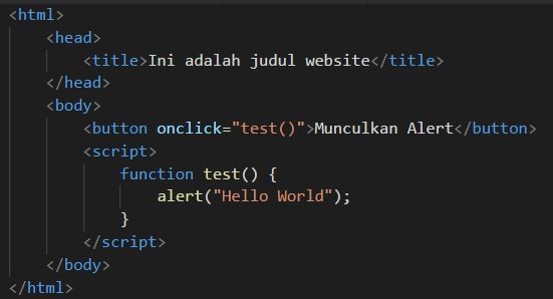 <html>
<head>
<title>Ini adalah judul website</title>
</head>
<body>
<button onclick="test()">Munculkan Alert</button>
<script>
function test() {
alert("Hello World");
}
</script>
</body>
</html>